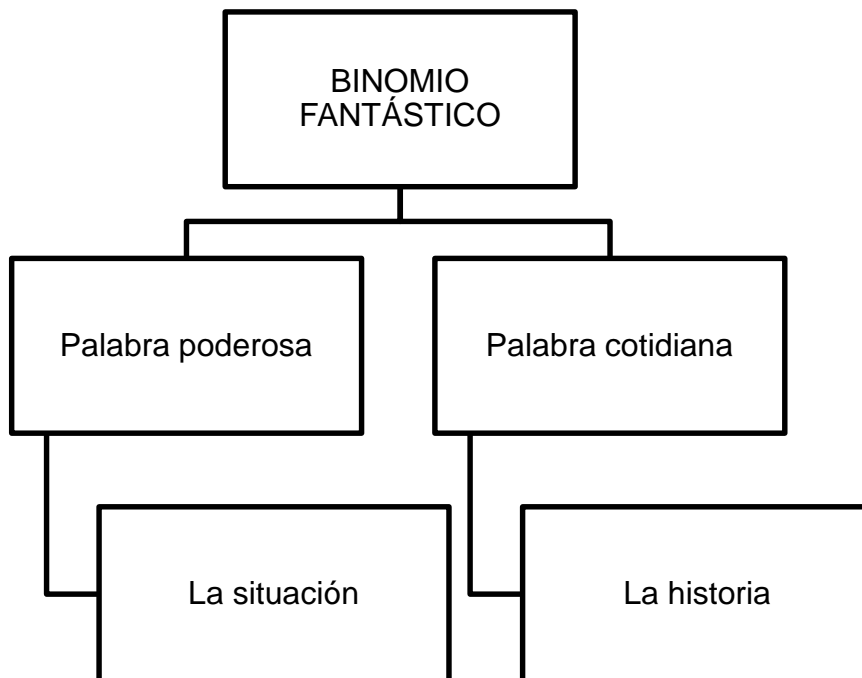 BINOMIO
FANTÁSTICO
Palabra poderosa
Palabra cotidiana
La situación
La historia